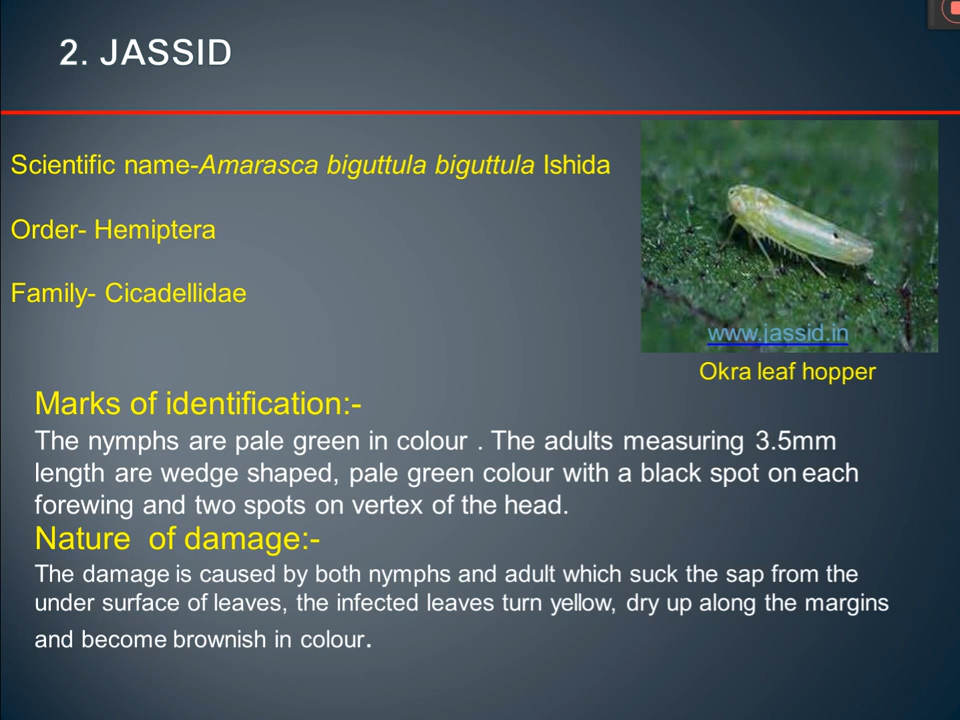 2. JASSID
Scientific name-Amarasca biguttula biguttula Ishida
Order- Hemiptera
Family- Cicadellidae
www.jassid.in
Okra leaf hopper
Marks of identification:-
The nymphs are pale green in colour . The adults measuring 3.5mm
length are wedge shaped, pale green colour with a black spot on each
forewing and two spots on vertex of the head.
Nature of damage:-
The damage is caused by both nymphs and adult which suck the sap from the
under surface of leaves, the infected leaves turn yellow, dry up along the margins
and become brownish in colour.